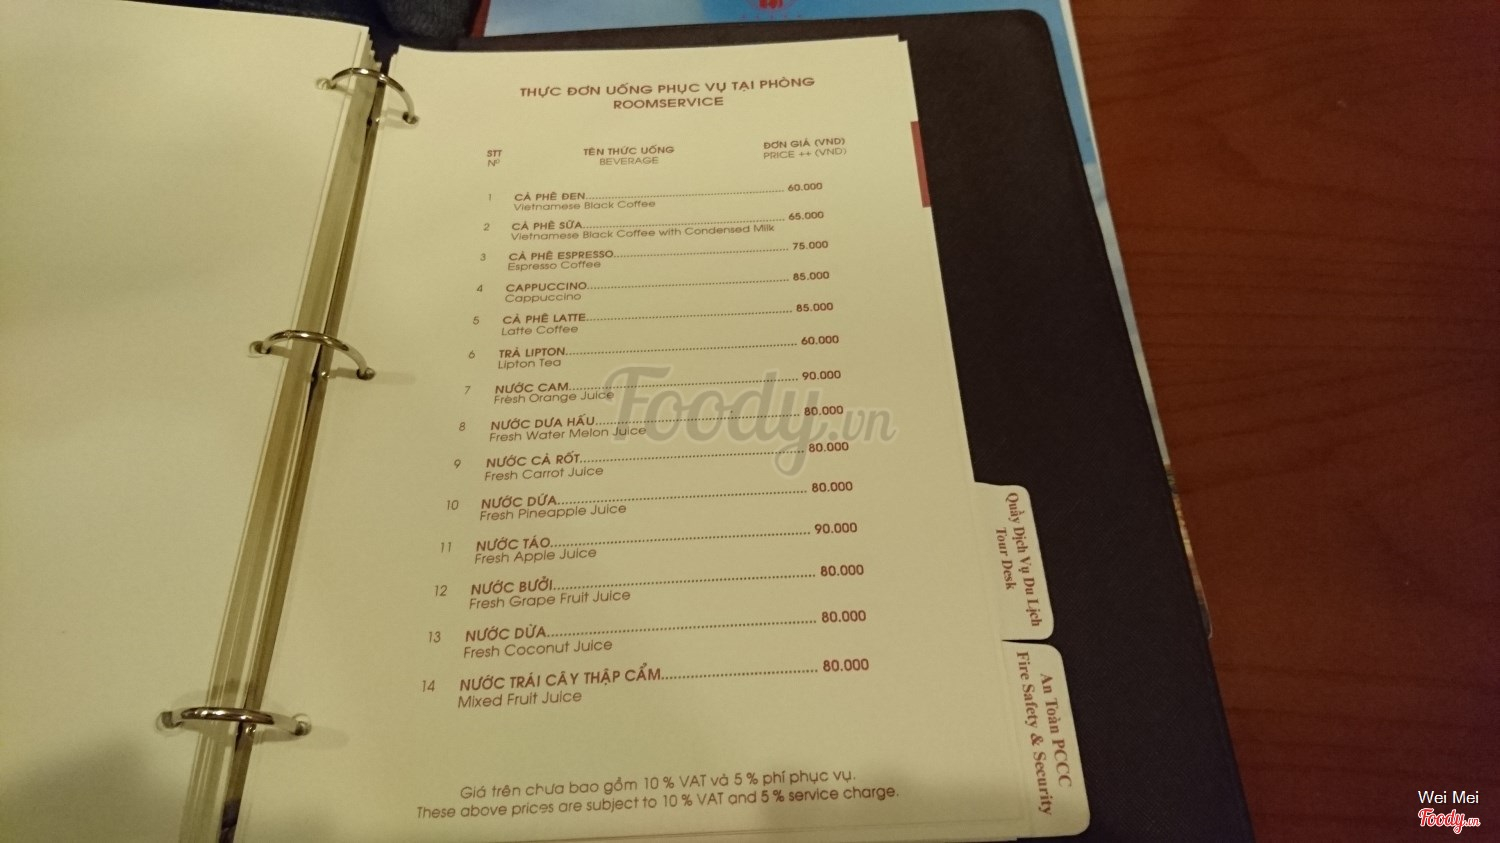 THỰC ĐƠN UỐNG PHỤC VỤ TẠI PHÒNG
ROOMSERVICE
STT TÊN THỨC UỐNG ĐƠN GIÁ (VND)
Nº BEVERAGE PRICE ++ (VND)
1 CÀ PHÊ ĐEN 60.000
Vietnamese Black Coffee
2 CÀ PHÊ SỮA 65.000
Vietnamese Black Coffee with Condensed Milk
3 CÀ PHÊ ESPRESSO 75.000
Espresso Coffee
4 CAPPUCCINO 85.000
Cappuccino
5 CÀ PHÊ LATTE 85.000
Latte Coffee
6 TRÀ LIPTON 60.000
Lipton Tea
7 NƯỚC CAM 90.000
Fresh Orange Juice
8 NƯỚC DƯA HẤU 80.000
Fresh Water Melon Juice
9 NƯỚC CÀ RỐT 80.000
Fresh Carrot Juice
10 NƯỚC DỨA 80.000
Fresh Pineapple Juice
11 NƯỚC TÁO 90.000
Fresh Apple Juice
12 NƯỚC BƯỞI 80.000
Fresh Grape Fruit Juice
13 NƯỚC DỪA 80.000
Fresh Coconut Juice
14 NƯỚC TRÁI CÂY THẬP CẨM 80.000
Mixed Fruit Juice
Giá trên chưa bao gồm 10 % VAT và 5 % phí phục vụ.
These above prices are subject to 10 % VAT and 5 % service charge.
Quầy Dịch Vụ Du Lịch
Tour Desk
An Toàn PCCC
Fire Safety & Security
Foody.vn
Wei Mei
Foody.vn